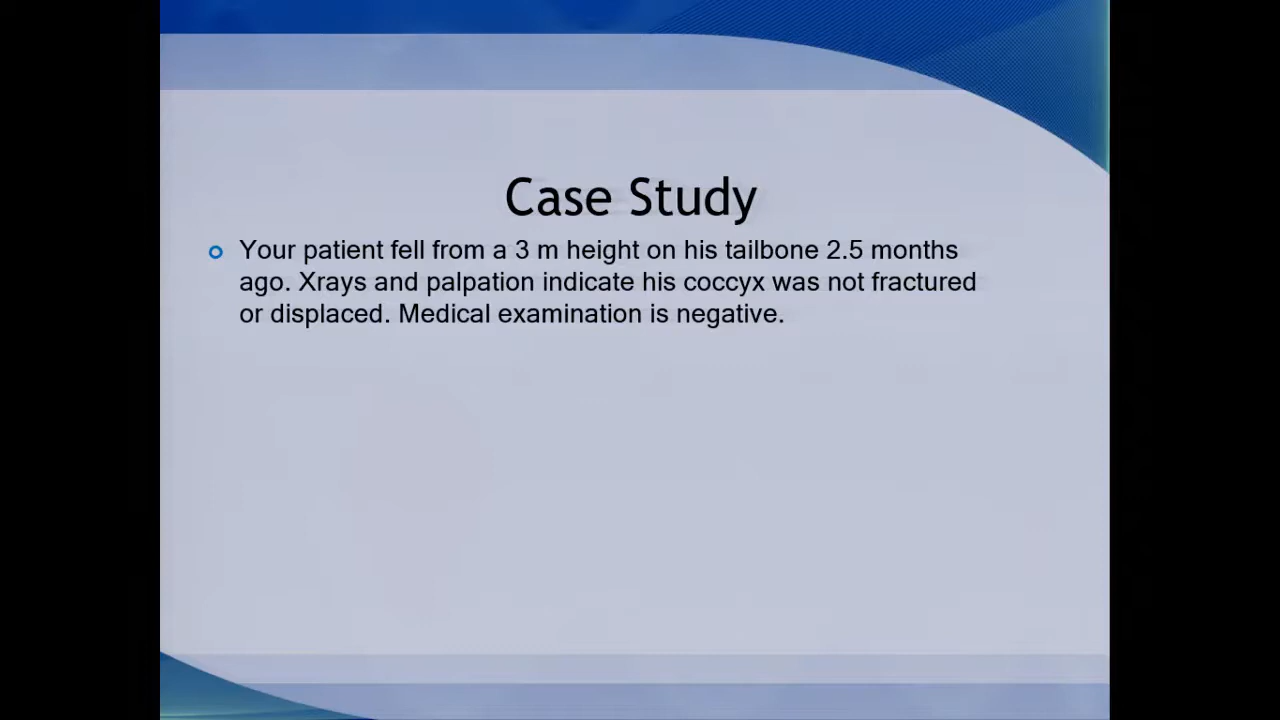 Case Study
Your patient fell from a 3 m height on his tailbone 2.5 months
ago. Xrays and palpation indicate his coccyx was not fractured
or displaced. Medical examination is negative.